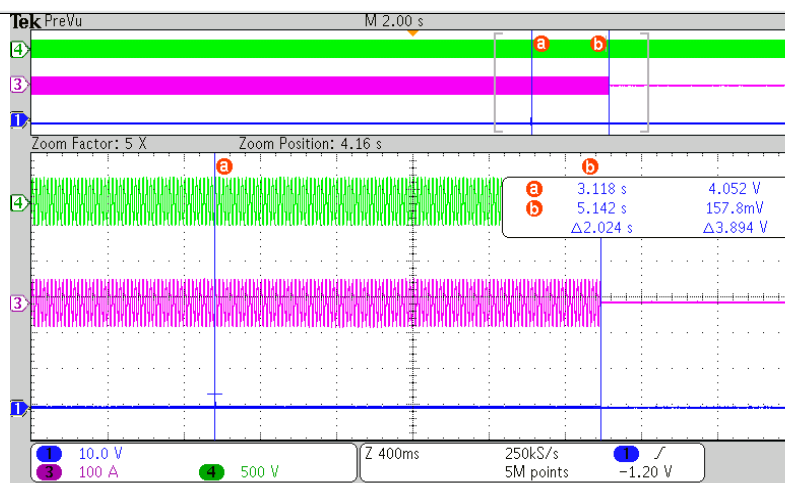 Tek PreVu M 2.00 s
4
a b
3
1
Zoom Factor: 5 X Zoom Position: 4.16 s
a b
4
a 3.118 s 4.052 V
b 5.142 s 157.8mV
Δ2.024 s Δ3.894 V
3
1
1 10.0 V
3 100 A 4 500 V
Z 400ms 250kS/s 1
5M points -1.20 V